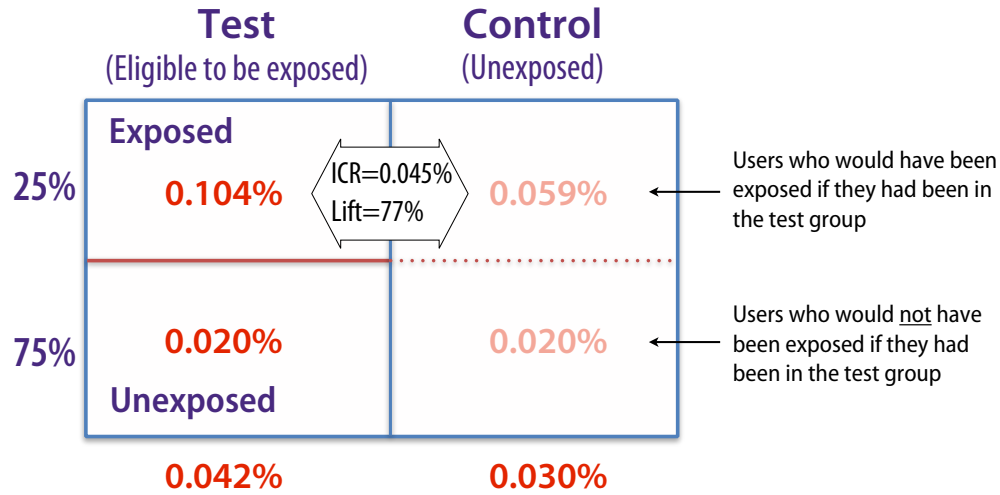 Test
Control
(Eligible to be exposed)
(Unexposed)
Exposed
25%
0.104%
ICR=0.045%
Lift=77%
0.059%
Users who would have been
exposed if they had been in
the test group
75%
0.020%
0.020%
Users who would not have
been exposed if they had
been in the test group
Unexposed
0.042%
0.030%